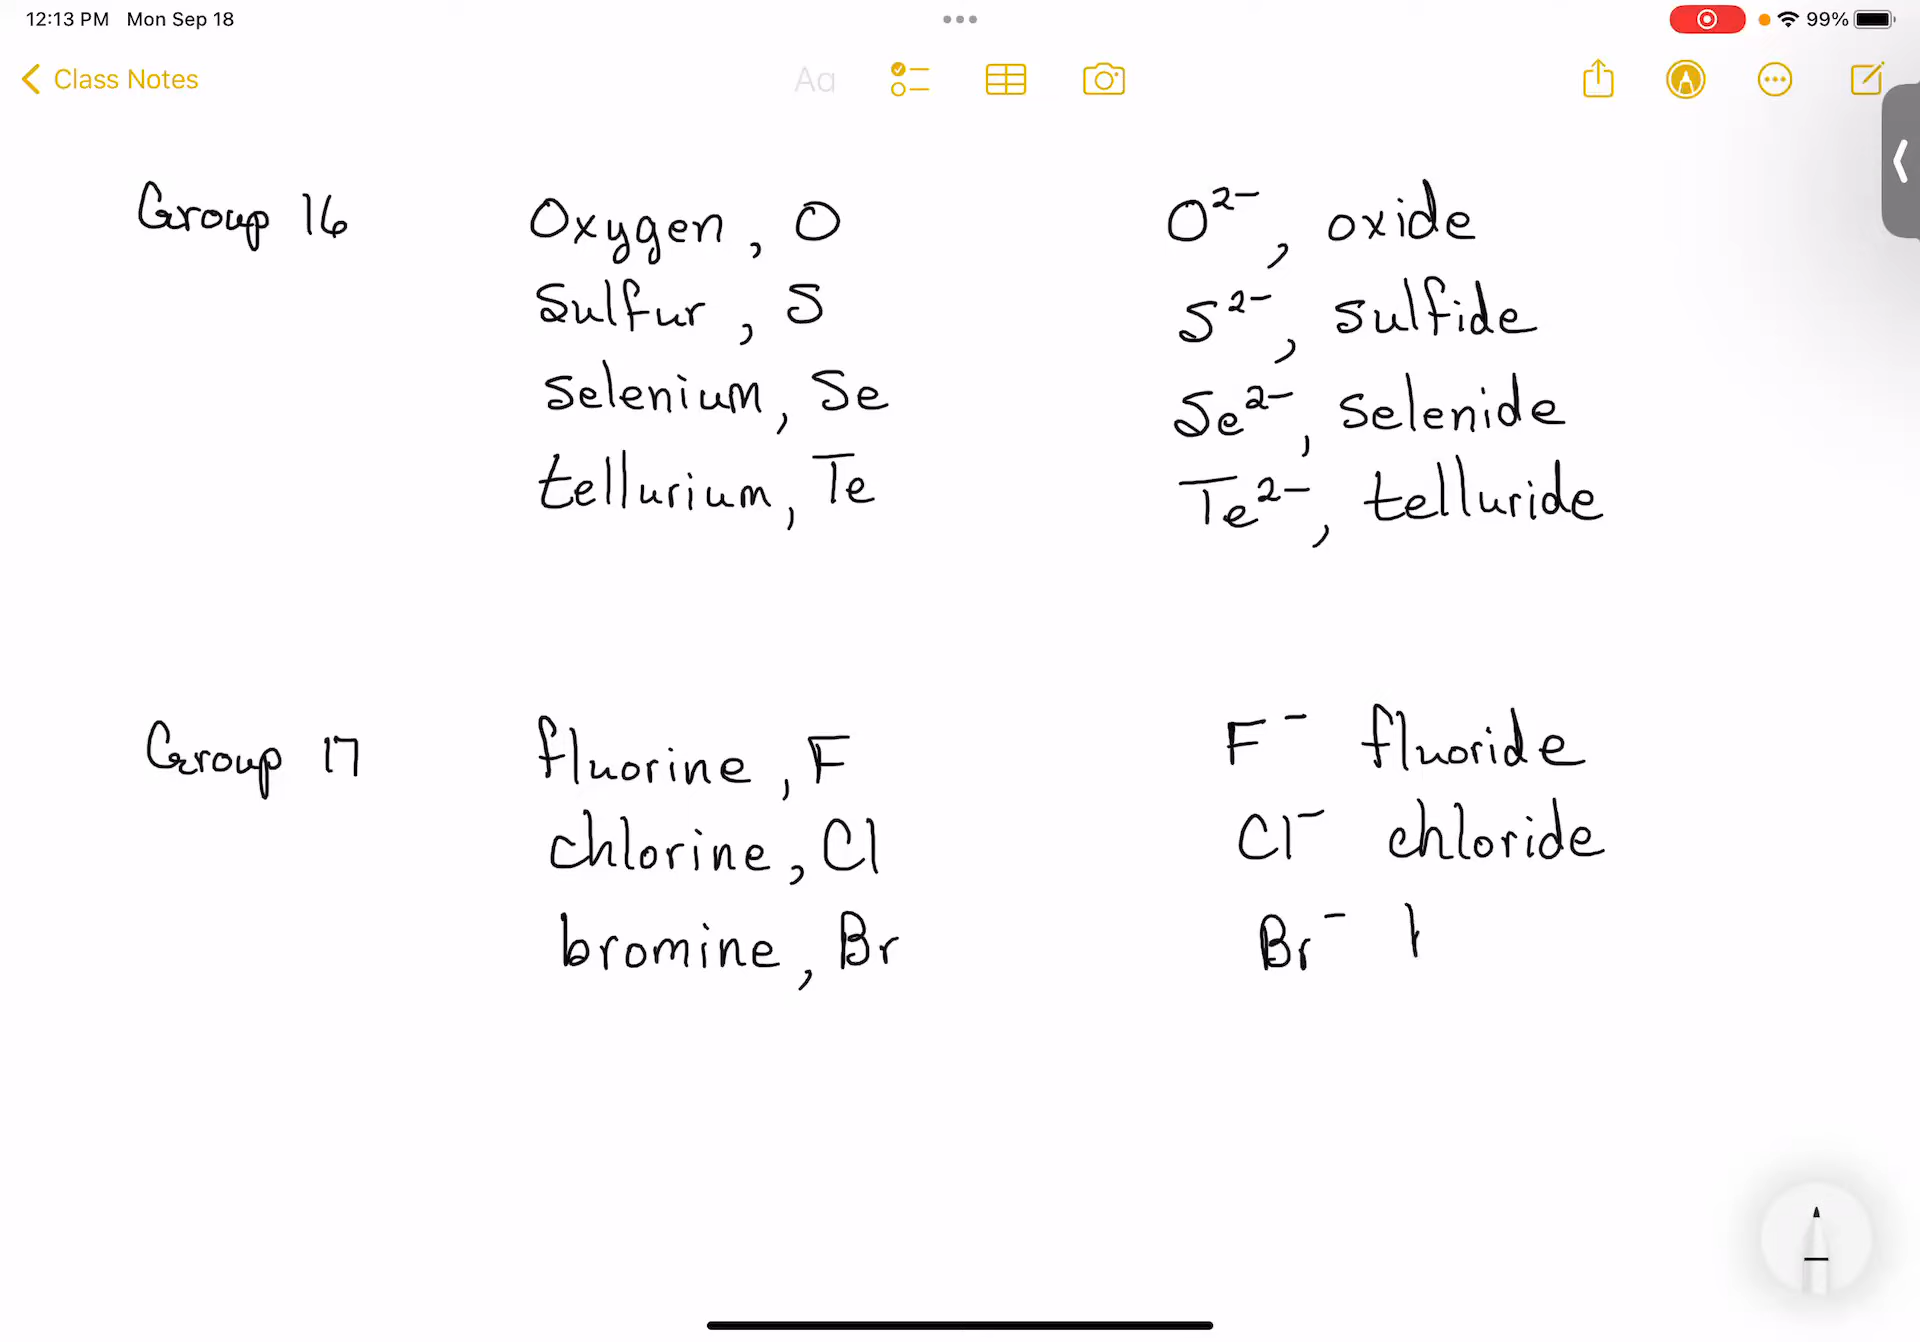 12:13 PM Mon Sep 18
99%
Class Notes
Aa
Group 16 Oxygen, O O²⁻, oxide
Sulfur, S S²⁻, sulfide
selenium, Se Se²⁻, selenide
tellurium, Te Te²⁻, telluride
Group 17 fluorine, F F⁻ fluoride
chlorine, Cl Cl⁻ chloride
bromine, Br Br⁻